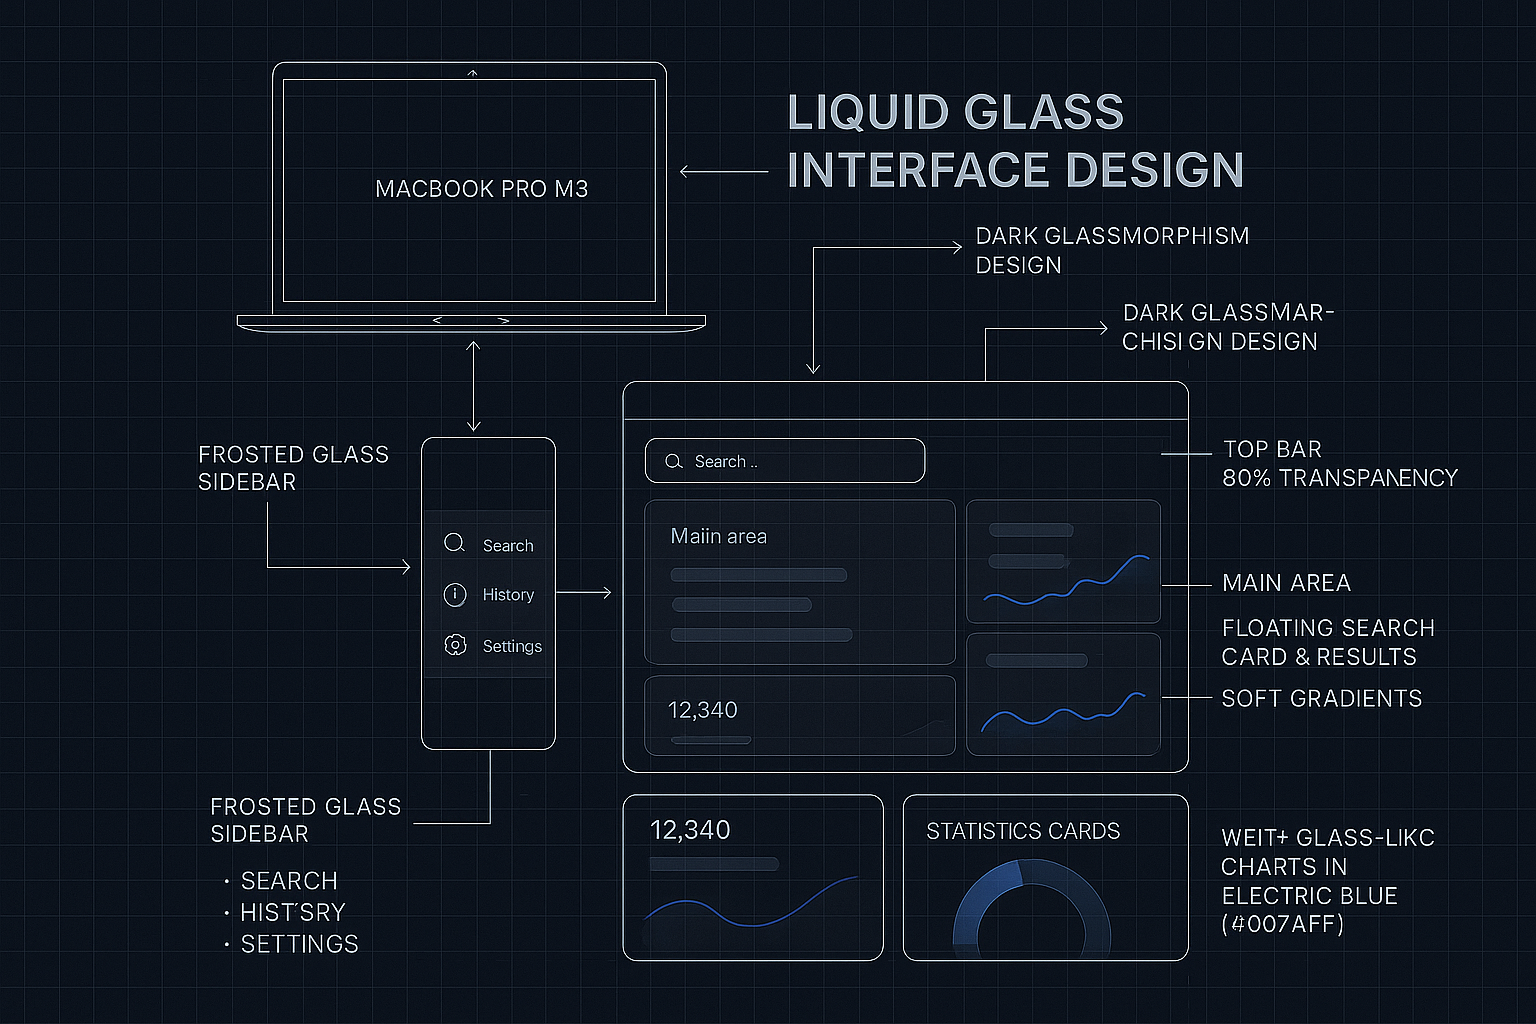 MACBOOK PRO M3
LIQUID GLASS
INTERFACE DESIGN
DARK GLASSMORPHISM
DESIGN
DARK GLASSMAR-
CHISI GN DESIGN
FROSTED GLASS
SIDEBAR
Search
History
Settings
Search ..
Maiin area
12,340
TOP BAR
80% TRANSPANENCY
MAIN AREA
FLOATING SEARCH
CARD & RESULTS
SOFT GRADIENTS
FROSTED GLASS
SIDEBAR
· SEARCH
· HIST'SRY
· SETTINGS
12,340
STATISTICS CARDS
WEIT+ GLASS-LIKC
CHARTS IN
ELECTRIC BLUE
(#007AFF)